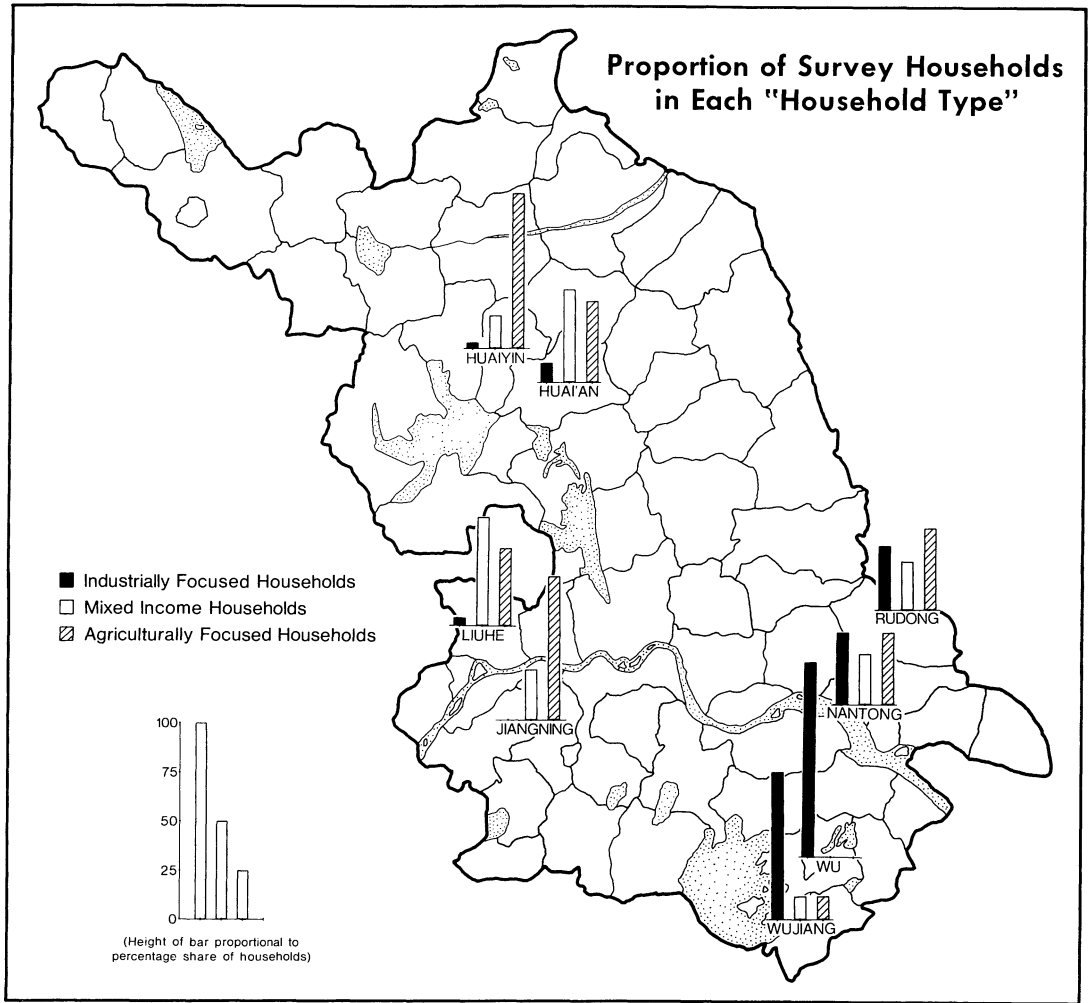 Proportion of Survey Households
in Each "Household Type"
HUAIYIN
HUAI'AN
Industrially Focused Households
Mixed Income Households
Agriculturally Focused Households
LIUHE
RUDONG
JIANGNING
NANTONG
WU
WUJIANG
100
75
50
25
0
(Height of bar proportional to
percentage share of households)